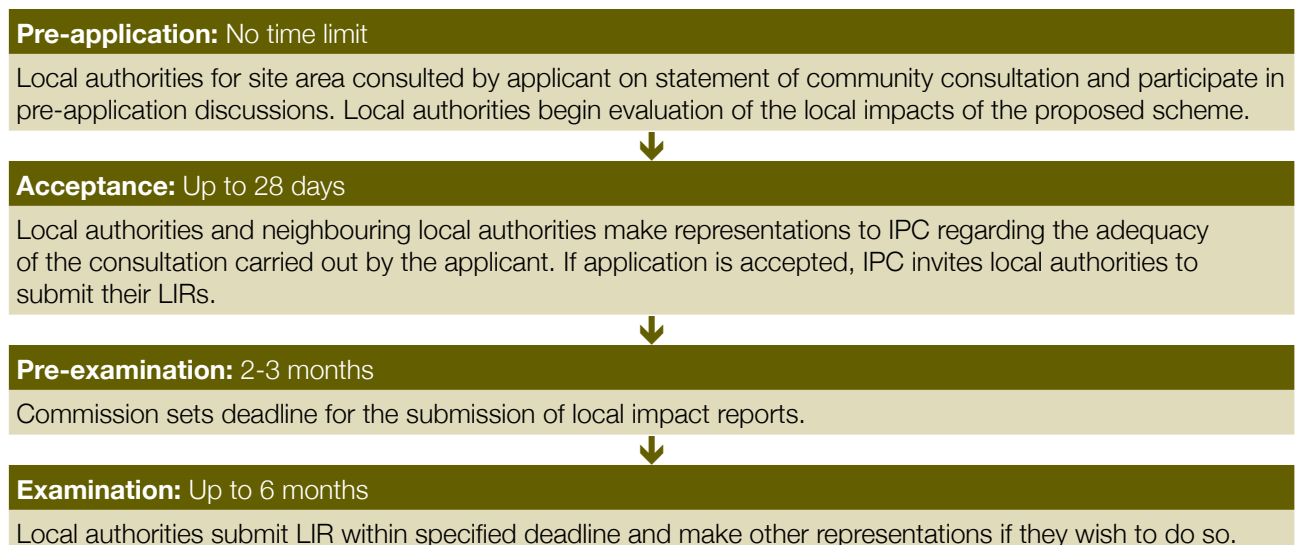 Pre-application: No time limit
Local authorities for site area consulted by applicant on statement of community consultation and participate in
pre-application discussions. Local authorities begin evaluation of the local impacts of the proposed scheme.
Acceptance: Up to 28 days
Local authorities and neighbouring local authorities make representations to IPC regarding the adequacy
of the consultation carried out by the applicant. If application is accepted, IPC invites local authorities to
submit their LIRs.
Pre-examination: 2-3 months
Commission sets deadline for the submission of local impact reports.
Examination: Up to 6 months
Local authorities submit LIR within specified deadline and make other representations if they wish to do so.